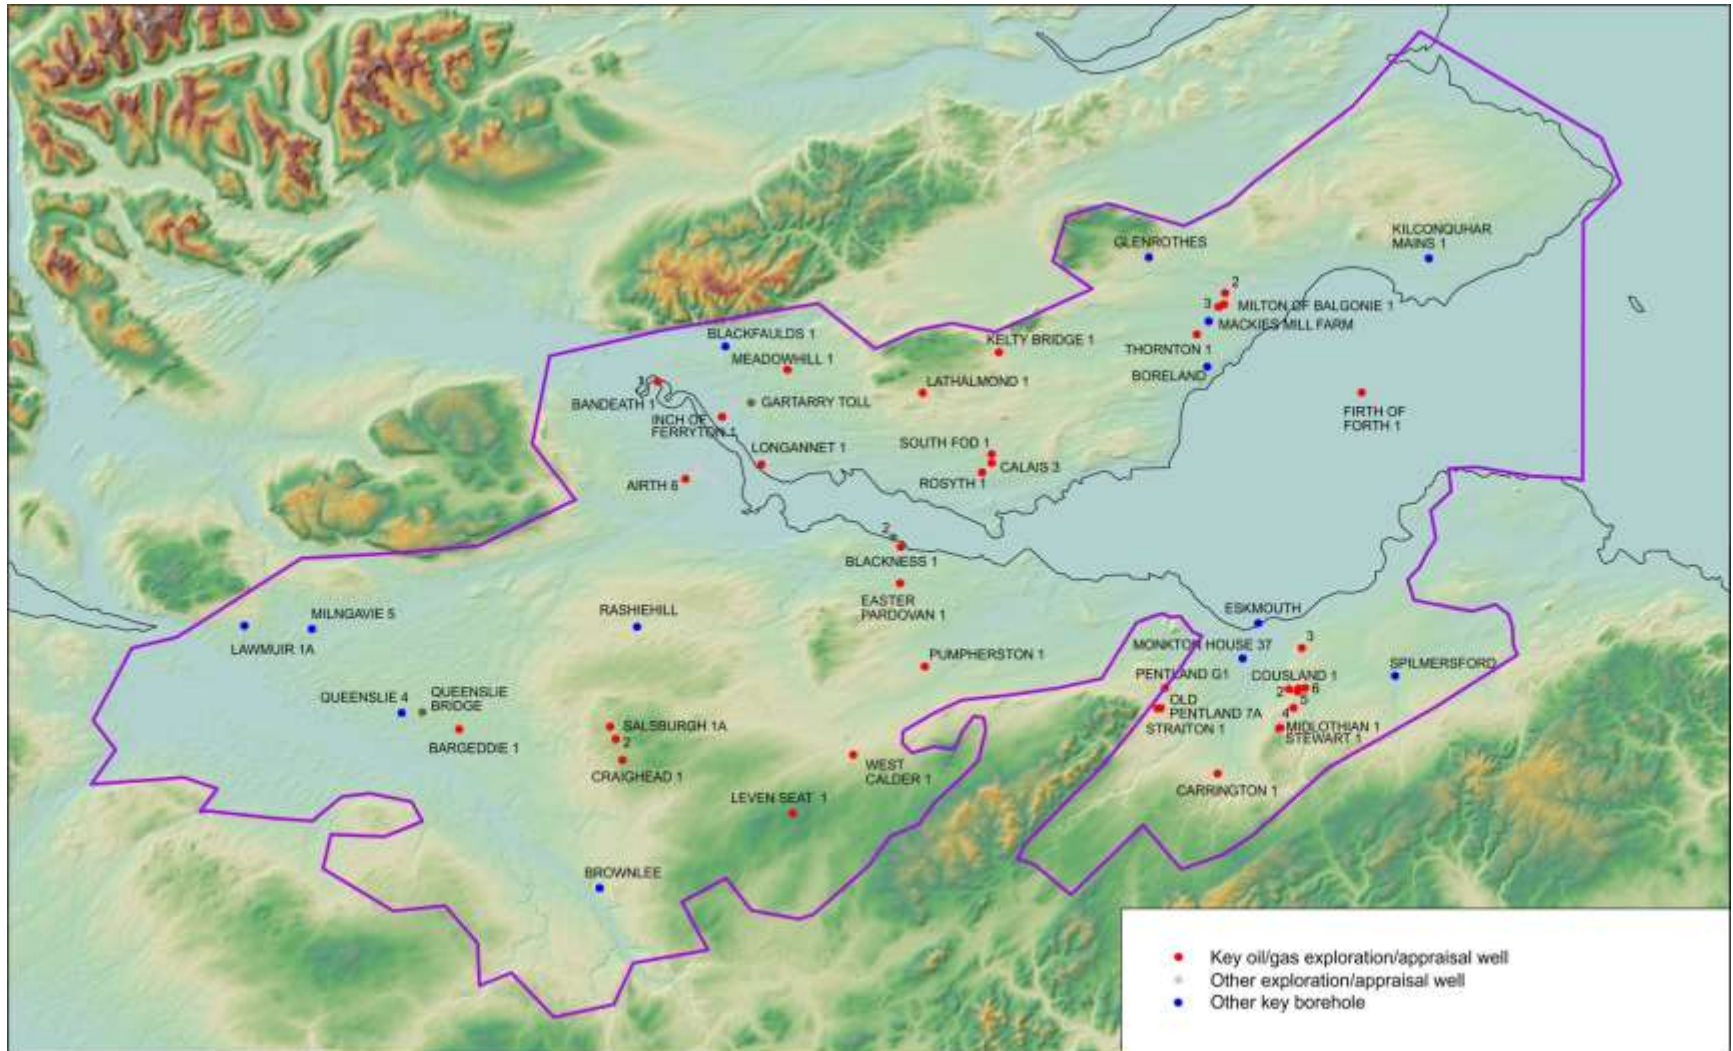 GLENROTHES
KILCONQUHAR
MAINS 1
2
3
MILTON OF BALGONIE 1
MACKIES MILL FARM
BLACKFAULDS 1
KELTY BRIDGE 1
THORNTON 1
MEADOWHILL 1
BORELAND
LATHALMOND 1
BANDEATH 1
GARTARRY TOLL
INCH OF
FERRYTON 1
FIRTH OF
FORTH 1
SOUTH FOD 1
LONGANNET 1
CALAIS 3
AIRTH 6
ROSYTH 1
2
BLACKNESS 1
EASTER
PARDOVAN 1
RASHIEHILL
MILNGAVIE 5
LAWMUIR 1A
ESKMOUTH
MONKTON HOUSE 37
3
PUMPHERSTON 1
SPILMERSFORD
PENTLAND G1
COUSLAND 1
2
6
5
4
QUEENSLIE 4
QUEENSLIE
BRIDGE
OLD
PENTLAND 7A
STRAITON 1
MIDLOTHIAN 1
STEWART 1
BARGEDDIE 1
SALSBURGH 1A
2
CRAIGHEAD 1
WEST
CALDER 1
CARRINGTON 1
LEVEN SEAT 1
BROWNLEE
Key oil/gas exploration/appraisal well
Other exploration/appraisal well
Other key borehole